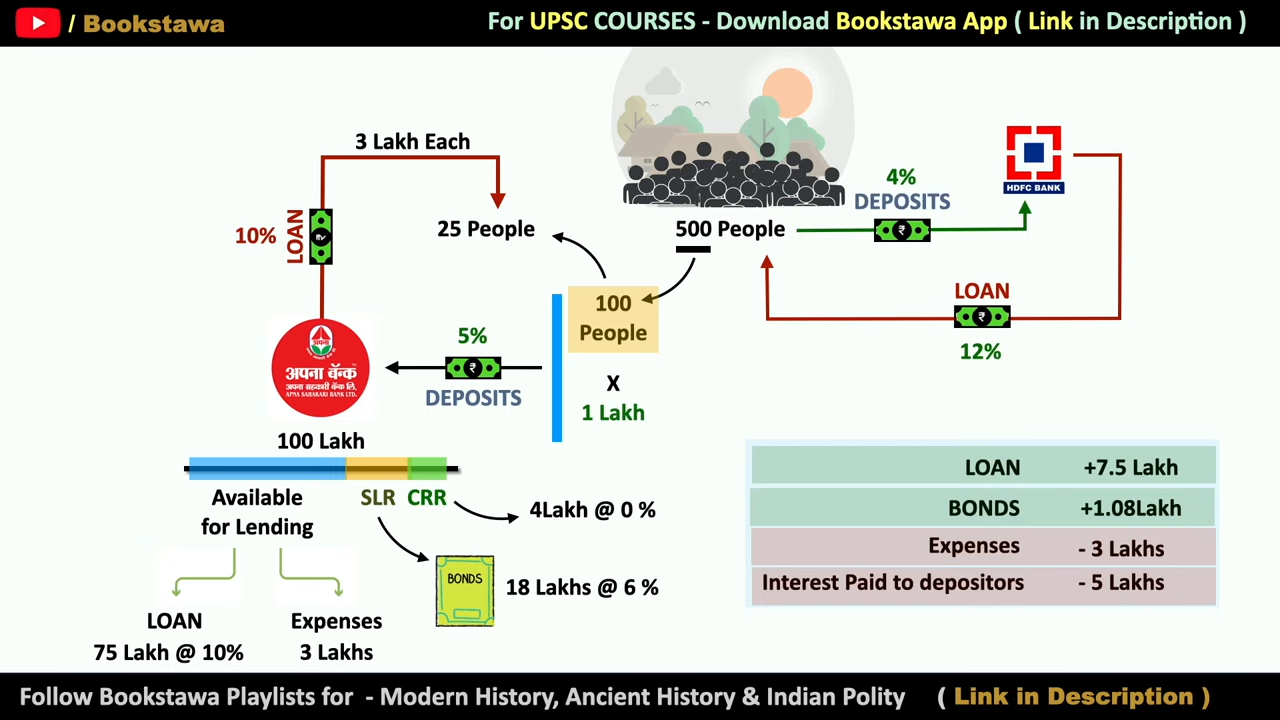 / Bookstawa
For UPSC COURSES - Download Bookstawa App ( Link in Description )
3 Lakh Each
10%
LOAN
25 People
500 People
4%
DEPOSITS
HDFC BANK
LOAN
12%
100
People
X
1 Lakh
5%
DEPOSITS
अपना बॅंक
अपना सहकारी बॅंक लि.
APNA SAHAKARI BANK LTD.
100 Lakh
Available
for Lending
SLR
CRR
4Lakh @ 0 %
BONDS
18 Lakhs @ 6 %
LOAN
75 Lakh @ 10%
Expenses
3 Lakhs
LOAN +7.5 Lakh
BONDS +1.08Lakh
Expenses - 3 Lakhs
Interest Paid to depositors - 5 Lakhs
Follow Bookstawa Playlists for - Modern History, Ancient History & Indian Polity ( Link in Description )